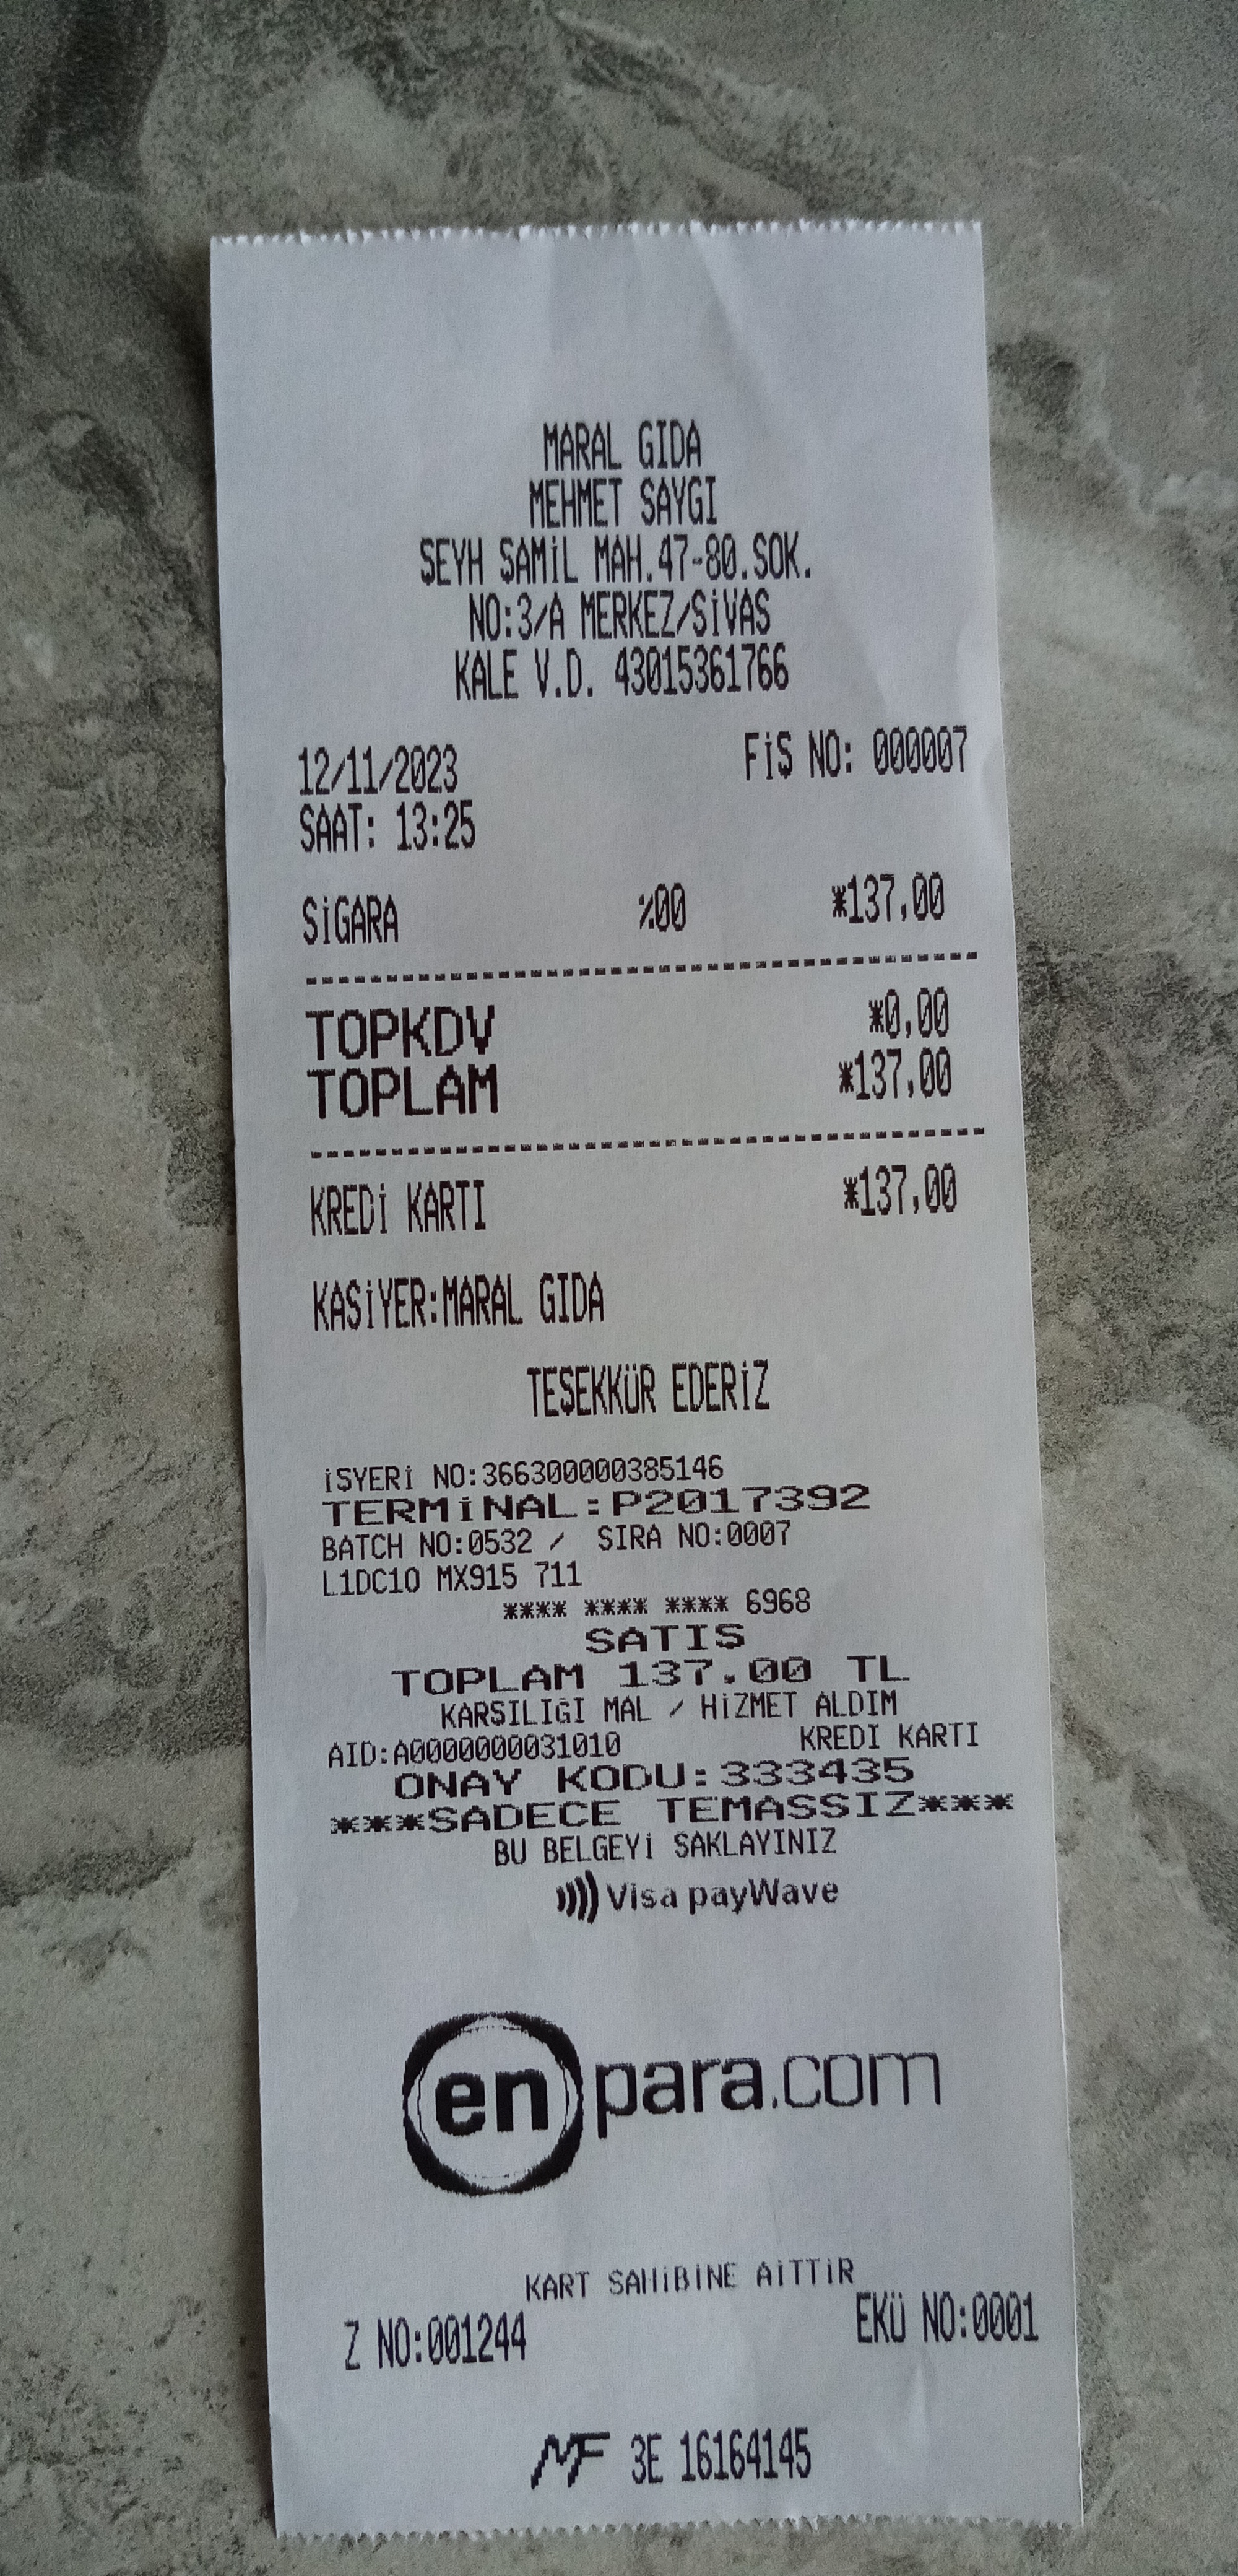 MARAL GIDA
MEHMET SAYGI
ŞEYH ŞAMİL MAH.47-80.SOK.
NO:3/A MERKEZ/SİVAS
KALE V.D. 43015361766
12/11/2023 FİŞ NO: 000007
SAAT: 13:25
SİGARA %00 *137,00
TOPKDV *0,00
TOPLAM *137,00
KREDİ KARTI *137,00
KASİYER:MARAL GIDA
TEŞEKKÜR EDERİZ
İŞYERİ NO:366300000385146
TERMİNAL:P2017392
BATCH NO:0532 / SIRA NO:0007
L1DC10 MX915 711
**** **** **** 6968
SATIŞ
TOPLAM 137.00 TL
KARŞILIĞI MAL / HİZMET ALDIM
AID:A0000000031010 KREDI KARTI
ONAY KODU:333435
***SADECE TEMASSIZ***
BU BELGEYİ SAKLAYINIZ
Visa payWave
enpara.com
KART SAHİBİNE AİTTİR
Z NO:001244 EKÜ NO:0001
MF 3E 16164145